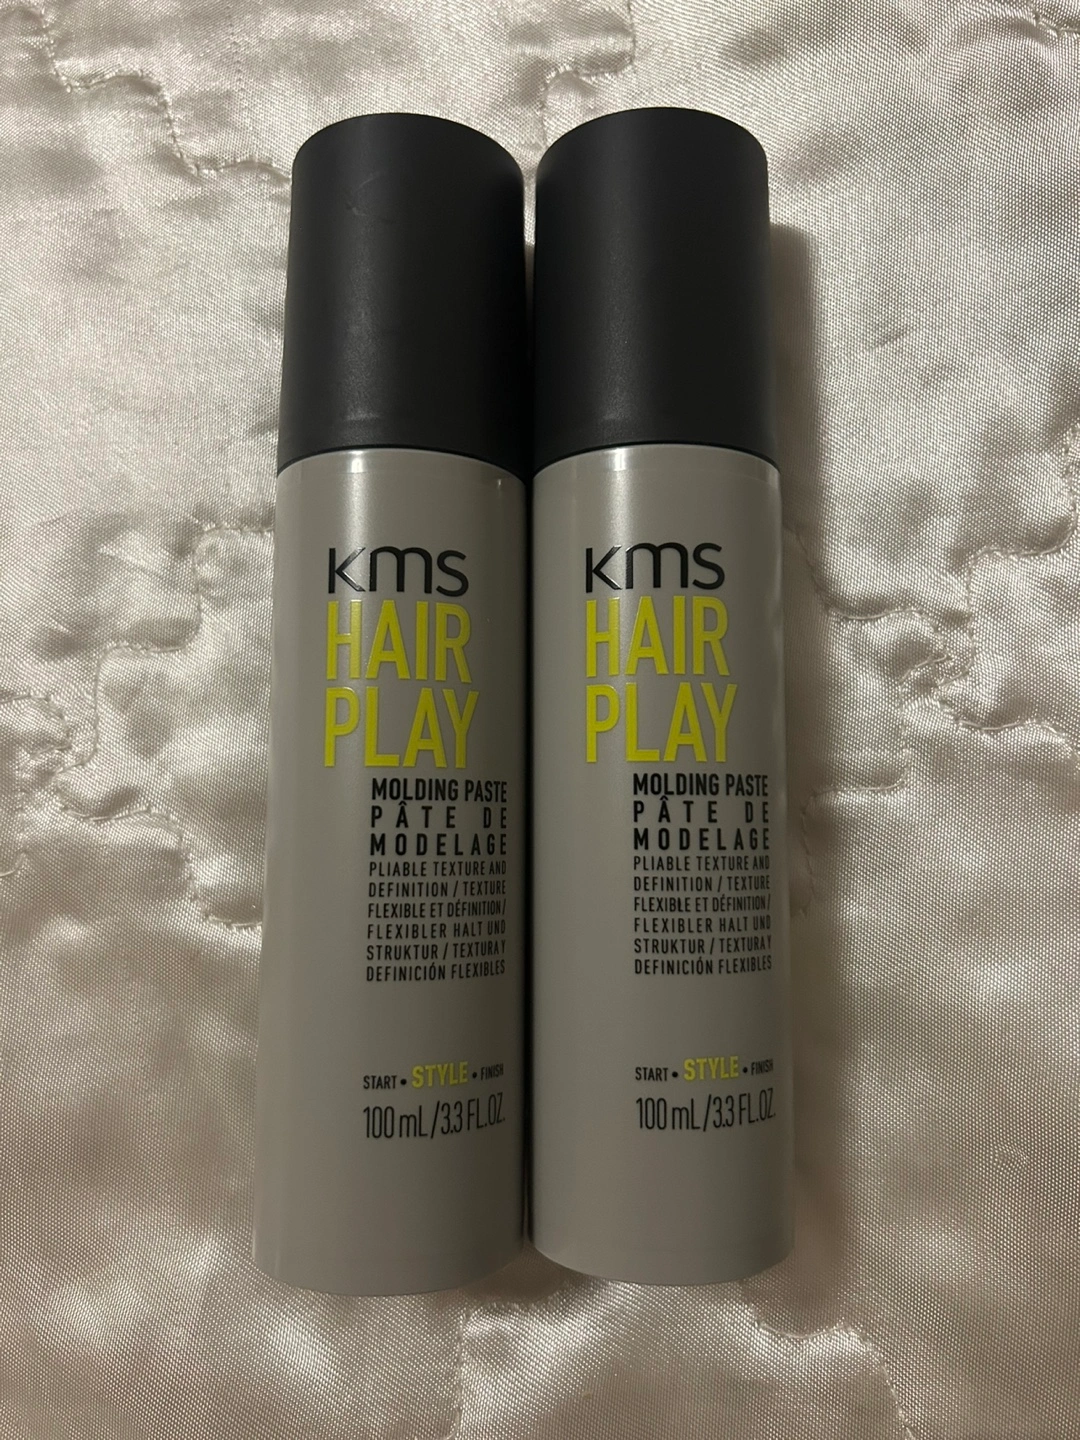 KMS
HAIR
PLAY
MOLDING PASTE
PÂTE DE
MODELAGE
PLIABLE TEXTURE AND
DEFINITION / TEXTURE
FLEXIBLE ET DÉFINITION/
FLEXIBLER HALT UND
STRUKTUR / TEXTURA Y
DEFINICIÓN FLEXIBLES
START • STYLE • FINISH
100 mL/3.3 FL.OZ.
KMS
HAIR
PLAY
MOLDING PASTE
PÂTE DE
MODELAGE
PLIABLE TEXTURE AND
DEFINITION / TEXTURE
FLEXIBLE ET DÉFINITION/
FLEXIBLER HALT UND
STRUKTUR / TEXTURA Y
DEFINICIÓN FLEXIBLES
START • STYLE • FINISH
100 mL/3.3 FL.OZ.